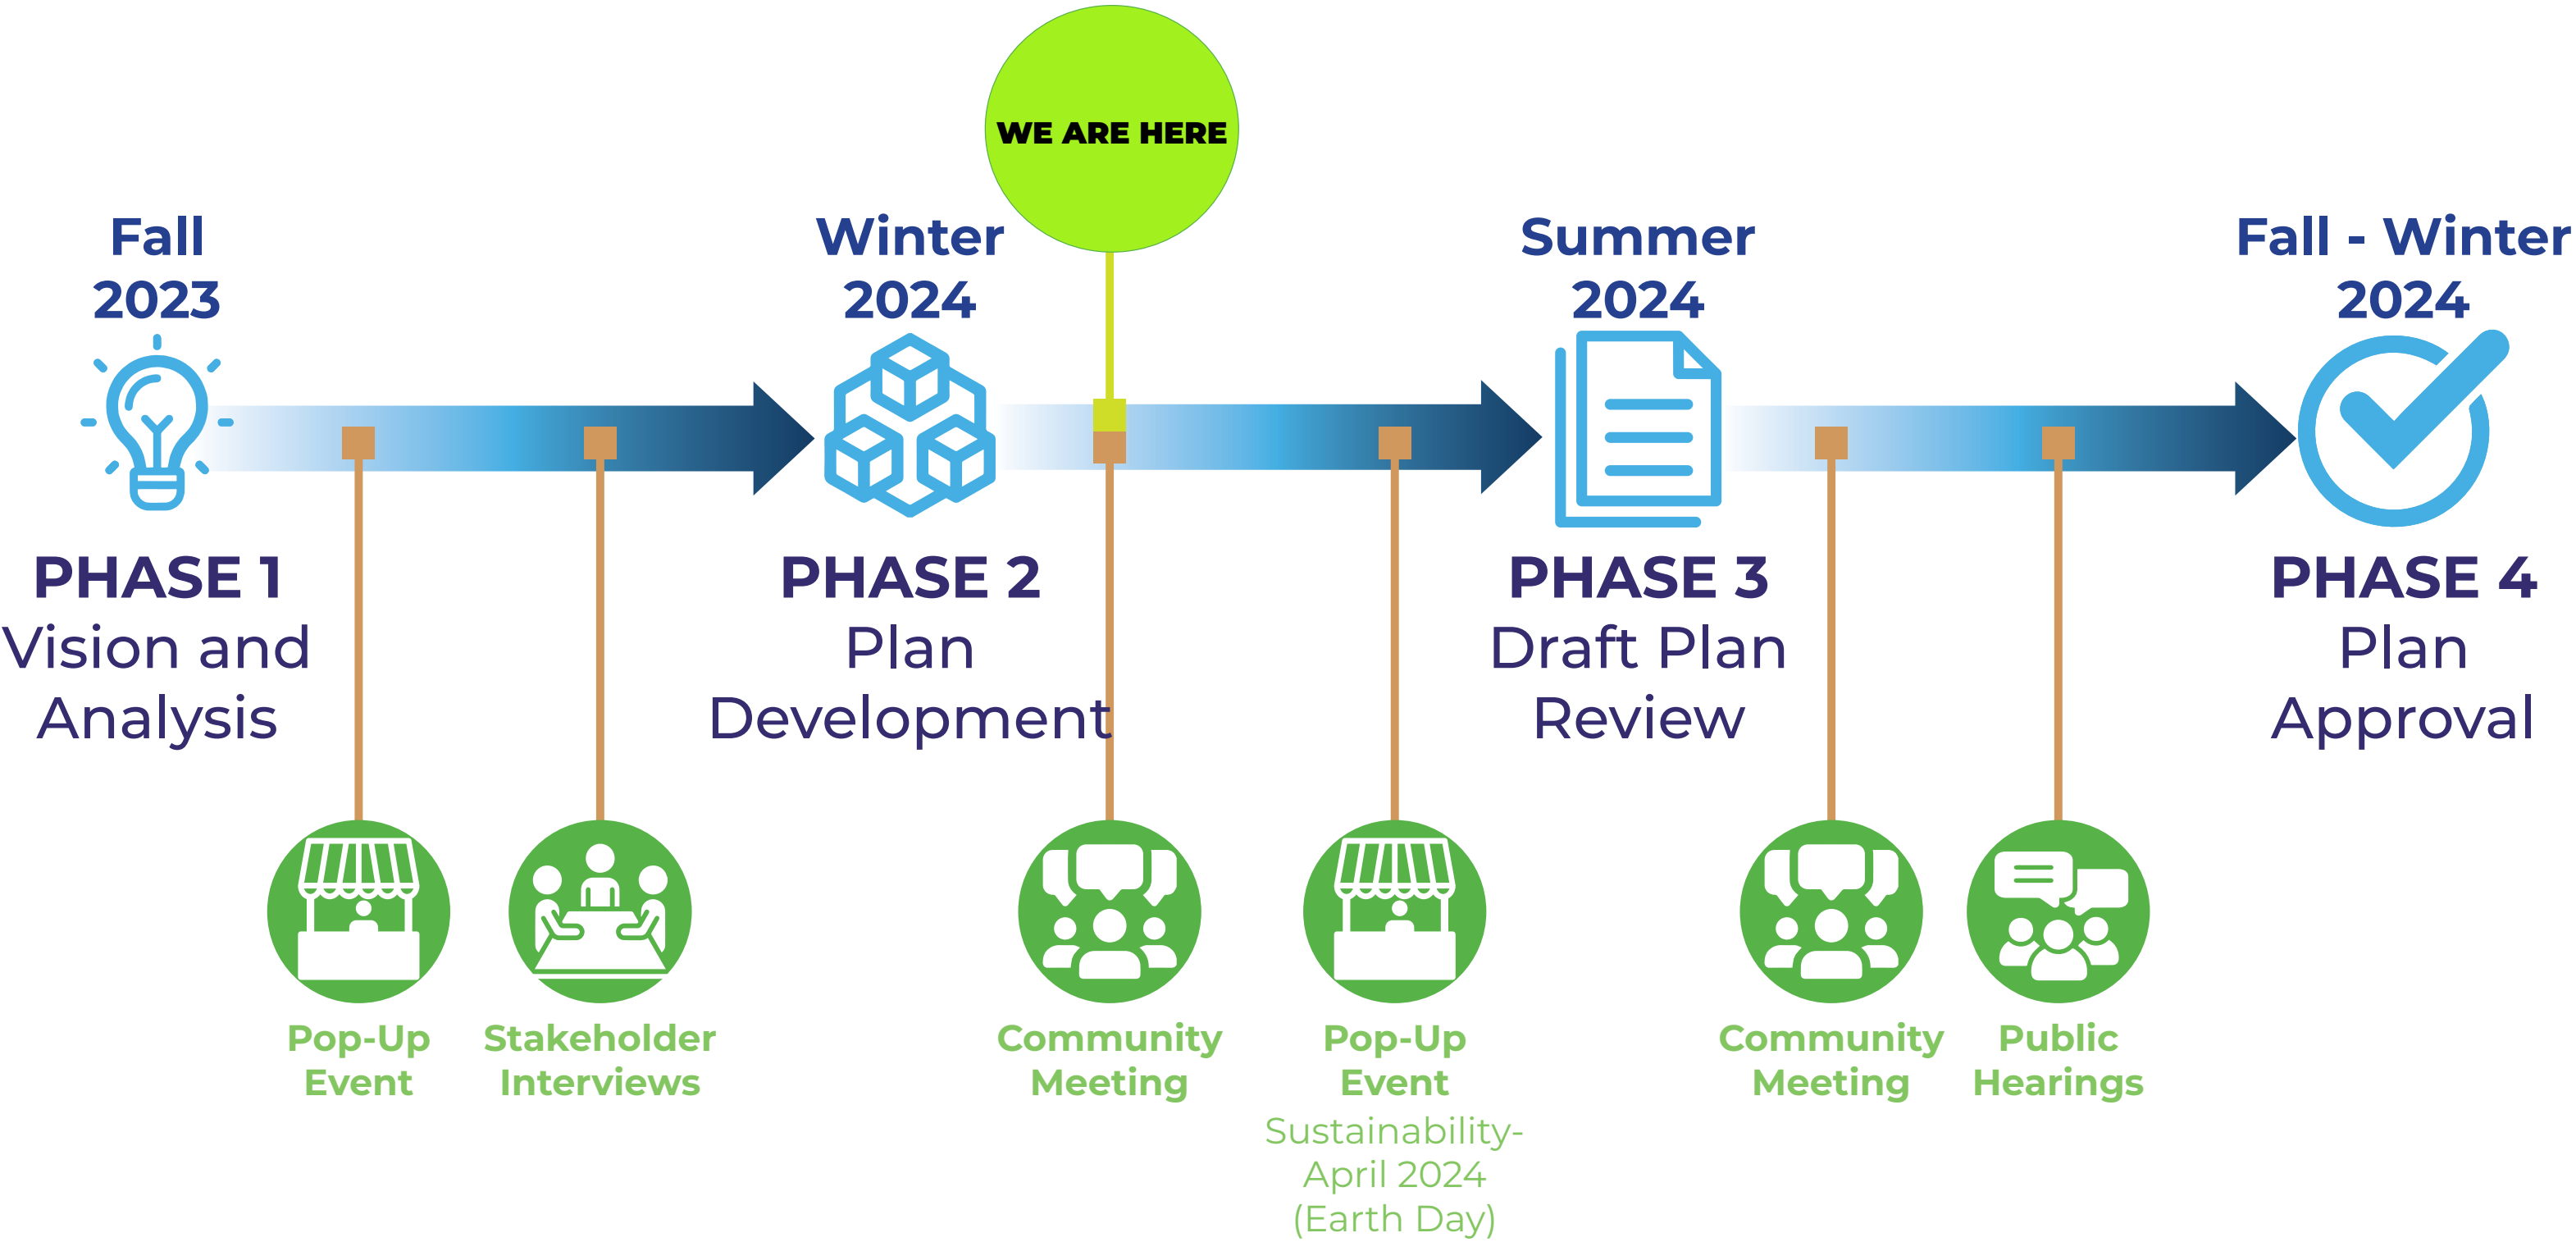 WE ARE HERE
Fall
2023
Winter
2024
Summer
2024
Fall - Winter
2024
PHASE 1
Vision and
Analysis
PHASE 2
Plan
Development
PHASE 3
Draft Plan
Review
PHASE 4
Plan
Approval
Pop-Up
Event
Stakeholder
Interviews
Community
Meeting
Pop-Up
Event
Sustainability-
April 2024
(Earth Day)
Community
Meeting
Public
Hearings